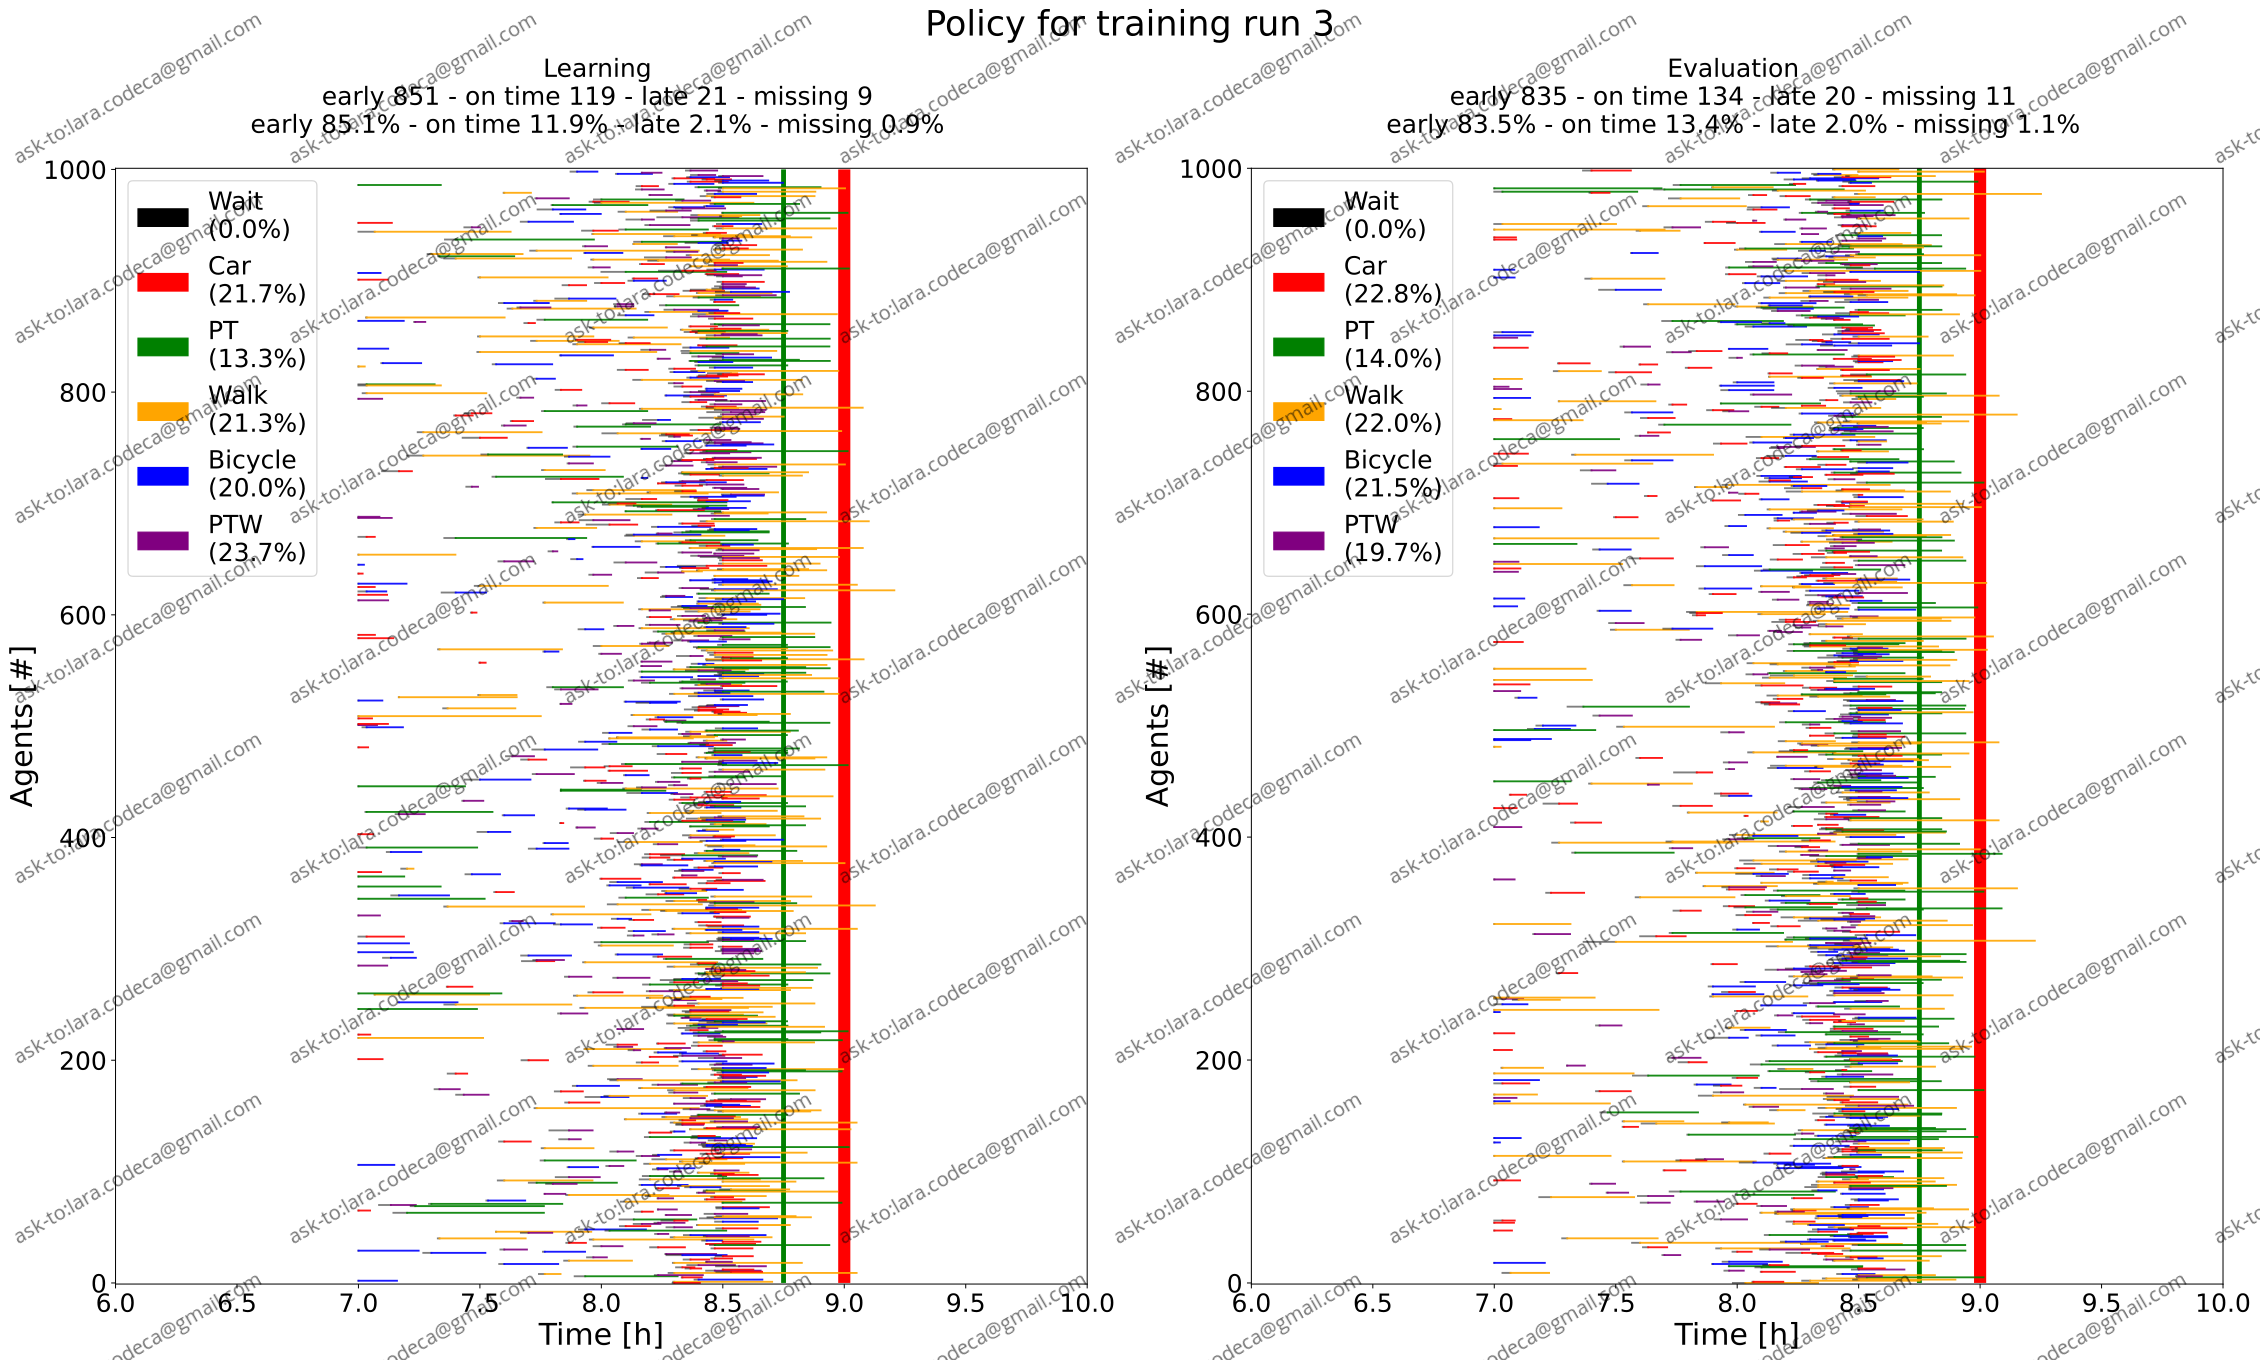 Policy for training run 3
Learning
early 851 - on time 119 - late 21 - missing 9
early 85.1% - on time 11.9% - late 2.1% - missing 0.9%
Wait
(0.0%)
Car
(21.7%)
PT
(13.3%)
Walk
(21.3%)
Bicycle
(20.0%)
PTW
(23.7%)
Agents [#]
1000
800
600
400
200
0
6.0 6.5 7.0 7.5 8.0 8.5 9.0 9.5 10.0
Time [h]
Evaluation
early 835 - on time 134 - late 20 - missing 11
early 83.5% - on time 13.4% - late 2.0% - missing 1.1%
Wait
(0.0%)
Car
(22.8%)
PT
(14.0%)
Walk
(22.0%)
Bicycle
(21.5%)
PTW
(19.7%)
Agents [#]
1000
800
600
400
200
0
6.0 6.5 7.0 7.5 8.0 8.5 9.0 9.5 10.0
Time [h]
ask-to:lara.codeca@gmail.com